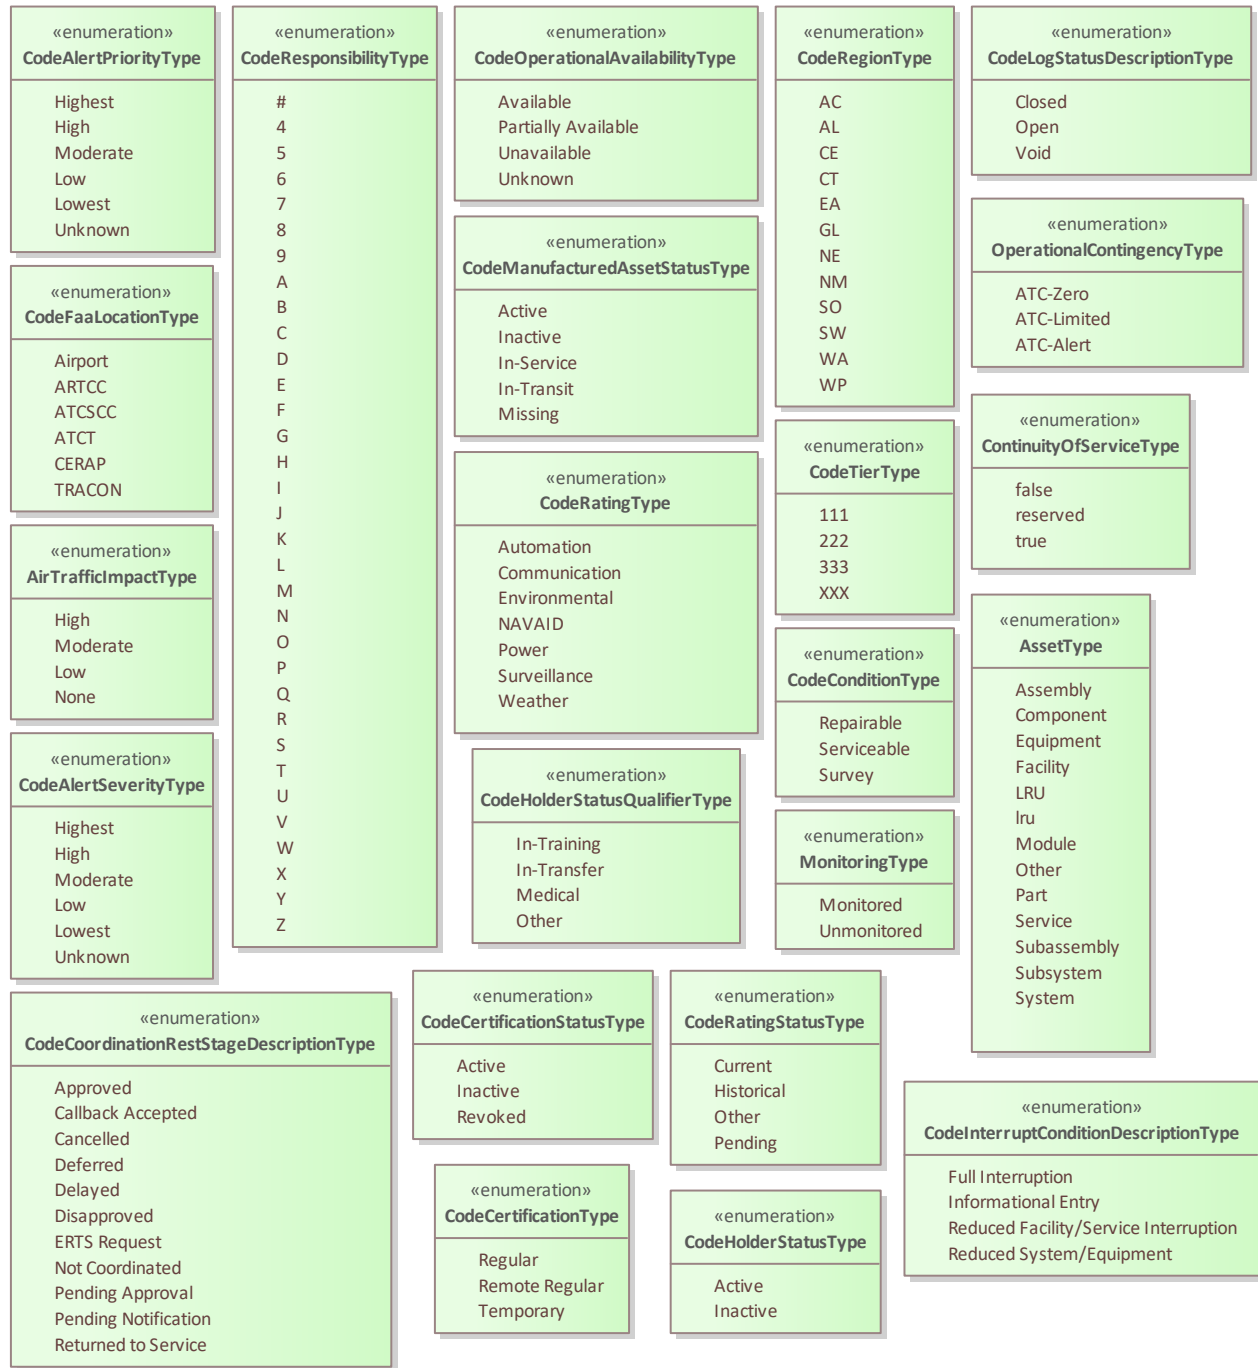 «enumeration»
CodeAlertPriorityType
Highest
High
Moderate
Low
Lowest
Unknown
«enumeration»
CodeFaaLocationType
Airport
ARTCC
ATCSCC
ATCT
CERAP
TRACON
«enumeration»
AirTrafficImpactType
High
Moderate
Low
None
«enumeration»
CodeAlertSeverityType
Highest
High
Moderate
Low
Lowest
Unknown
«enumeration»
CodeCoordinationRestStageDescriptionType
Approved
Callback Accepted
Cancelled
Deferred
Delayed
Disapproved
ERTS Request
Not Coordinated
Pending Approval
Pending Notification
Returned to Service
«enumeration»
CodeResponsibilityType
#
4
5
6
7
8
9
A
B
C
D
E
F
G
H
I
J
K
L
M
N
O
P
Q
R
S
T
U
V
W
X
Y
Z
«enumeration»
CodeOperationalAvailabilityType
Available
Partially Available
Unavailable
Unknown
«enumeration»
CodeManufacturedAssetStatusType
Active
Inactive
In-Service
In-Transit
Missing
«enumeration»
CodeRatingType
Automation
Communication
Environmental
NAVAID
Power
Surveillance
Weather
«enumeration»
CodeHolderStatusQualifierType
In-Training
In-Transfer
Medical
Other
«enumeration»
CodeCertificationStatusType
Active
Inactive
Revoked
«enumeration»
CodeCertificationType
Regular
Remote Regular
Temporary
«enumeration»
CodeRatingStatusType
Current
Historical
Other
Pending
«enumeration»
CodeHolderStatusType
Active
Inactive
«enumeration»
CodeRegionType
AC
AL
CE
CT
EA
GL
NE
NM
SO
SW
WA
WP
«enumeration»
CodeTierType
111
222
333
XXX
«enumeration»
CodeConditionType
Repairable
Serviceable
Survey
«enumeration»
MonitoringType
Monitored
Unmonitored
«enumeration»
CodeLogStatusDescriptionType
Closed
Open
Void
«enumeration»
OperationalContingencyType
ATC-Zero
ATC-Limited
ATC-Alert
«enumeration»
ContinuityOfServiceType
false
reserved
true
«enumeration»
AssetType
Assembly
Component
Equipment
Facility
LRU
lru
Module
Other
Part
Service
Subassembly
Subsystem
System
«enumeration»
CodeInterruptConditionDescriptionType
Full Interruption
Informational Entry
Reduced Facility/Service Interruption
Reduced System/Equipment